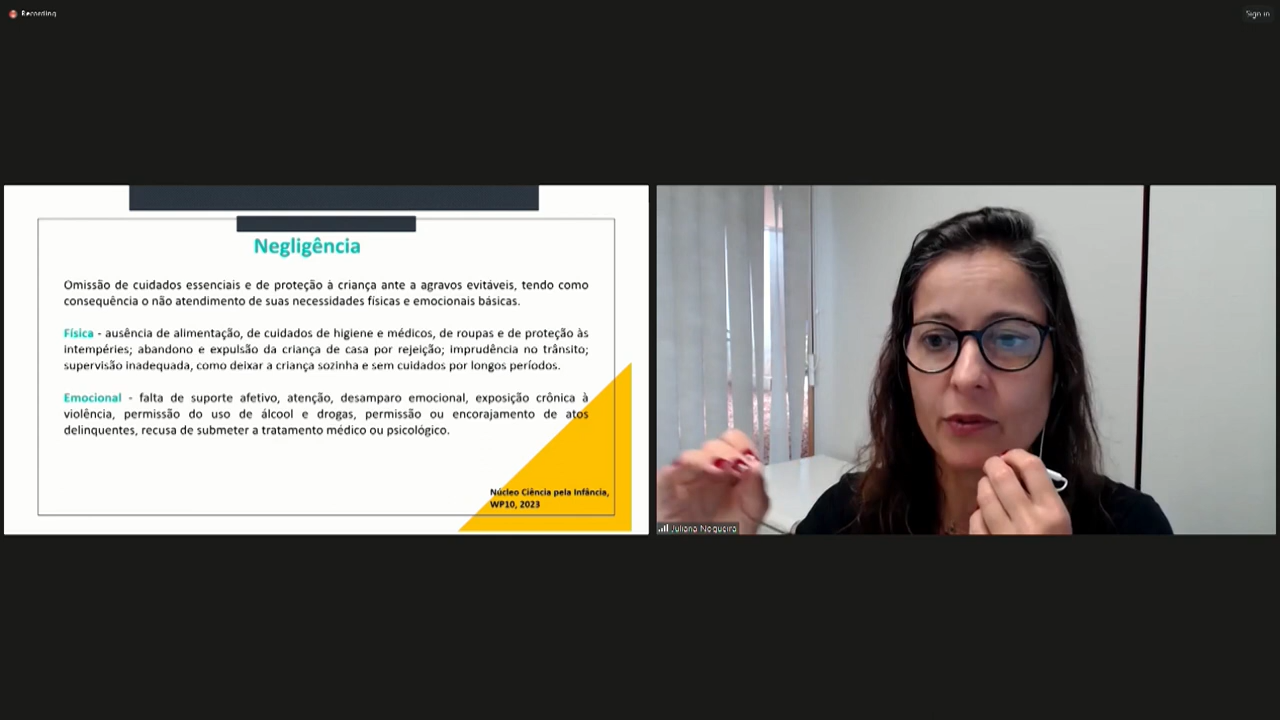 Recording
Sign in
Negligência
Omissão de cuidados essenciais e de proteção à criança ante a agravos evitáveis, tendo como
consequência o não atendimento de suas necessidades físicas e emocionais básicas.
Física - ausência de alimentação, de cuidados de higiene e médicos, de roupas e de proteção às
intempéries; abandono e expulsão da criança de casa por rejeição; imprudência no trânsito;
supervisão inadequada, como deixar a criança sozinha e sem cuidados por longos períodos.
Emocional - falta de suporte afetivo, atenção, desamparo emocional, exposição crônica à
violência, permissão do uso de álcool e drogas, permissão ou encorajamento de atos
delinquentes, recusa de submeter a tratamento médico ou psicológico.
Núcleo Ciência pela Infância,
WP10, 2023
Juliana Nogueira